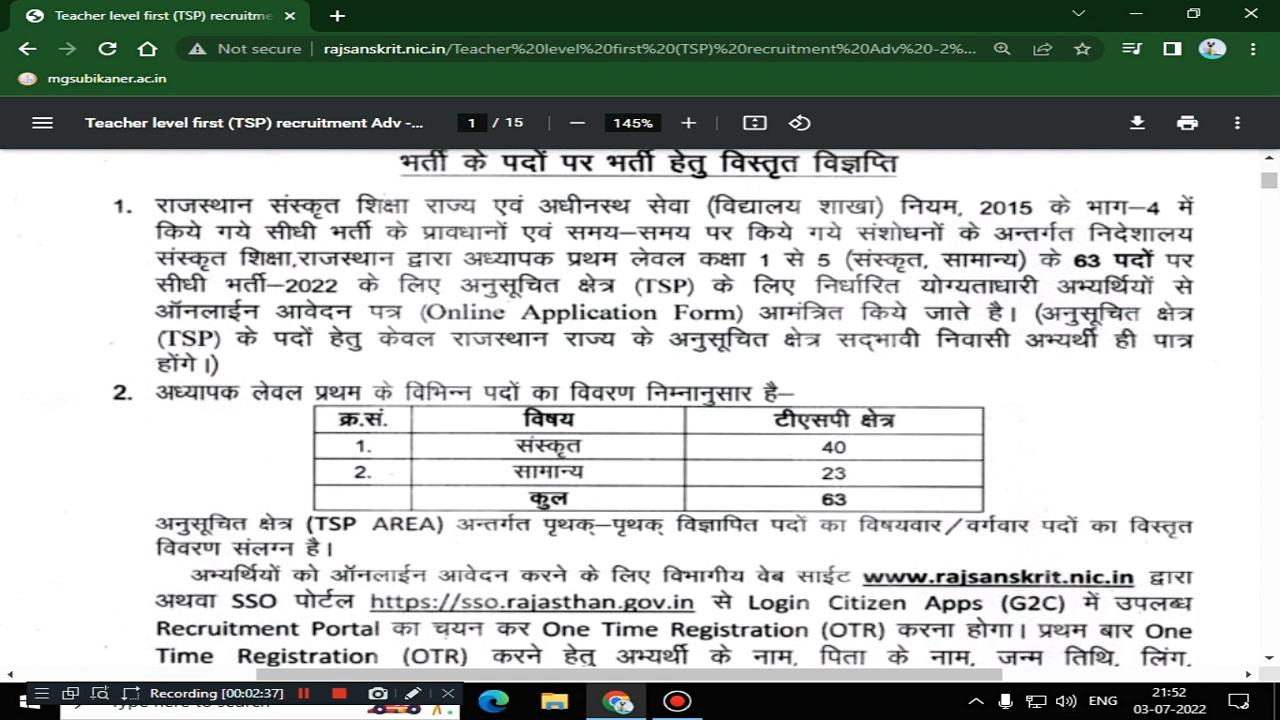 Teacher level first (TSP) recruitme
Not secure
rajsanskrit.nic.in/Teacher%20level%20first%20(TSP)%20recruitment%20Adv%20-2%...
mgsubikaner.ac.in
Teacher level first (TSP) recruitment Adv -...
1 / 15
145%
भर्ती के पदों पर भर्ती हेतु विस्तृत विज्ञप्ति
1. राजस्थान संस्कृत शिक्षा राज्य एवं अधीनस्थ सेवा (विद्यालय शाखा) नियम, 2015 के भाग–4 में
किये गये सीधी भर्ती के प्रावधानों एवं समय–समय पर किये गये संशोधनों के अन्तर्गत निदेशालय
संस्कृत शिक्षा,राजस्थान द्वारा अध्यापक प्रथम लेवल कक्षा 1 से 5 (संस्कृत, सामान्य) के 63 पदों पर
सीधी भर्ती–2022 के लिए अनुसूचित क्षेत्र (TSP) के लिए निर्धारित योग्यताधारी अभ्यर्थियों से
ऑनलाईन आवेदन पत्र (Online Application Form) आमंत्रित किये जाते है। (अनुसूचित क्षेत्र
(TSP) के पदों हेतु केवल राजस्थान राज्य के अनुसूचित क्षेत्र सद्भावी निवासी अभ्यर्थी ही पात्र
होंगे।)
2. अध्यापक लेवल प्रथम के विभिन्न पदों का विवरण निम्नानुसार है–
क्र.सं. विषय टीएसपी क्षेत्र
1. संस्कृत 40
2. सामान्य 23
कुल 63
अनुसूचित क्षेत्र (TSP AREA) अन्तर्गत पृथक्–पृथक् विज्ञापित पदों का विषयवार/वर्गवार पदों का विस्तृत
विवरण संलग्न है।
अभ्यर्थियों को ऑनलाईन आवेदन करने के लिए विभागीय वेब साईट www.rajsanskrit.nic.in द्वारा
अथवा SSO पोर्टल https://sso.rajasthan.gov.in से Login Citizen Apps (G2C) में उपलब्ध
Recruitment Portal का चयन कर One Time Registration (OTR) करना होगा। प्रथम बार One
Time Registration (OTR) करने हेतु अभ्यर्थी के नाम, पिता के नाम, जन्म तिथि, लिंग,
Recording [00:02:37]
Type here to search
ENG
21:52
03-07-2022